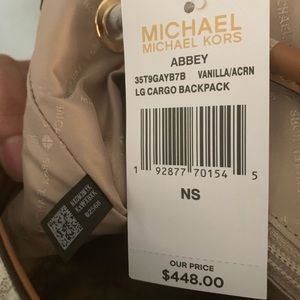 MICHAEL
MICHAEL KORS
ABBEY
35T9GAYB7B VANILLA/ACRN
LG CARGO BACKPACK
1 92877 70154 5
NS
OUR PRICE
$448.00